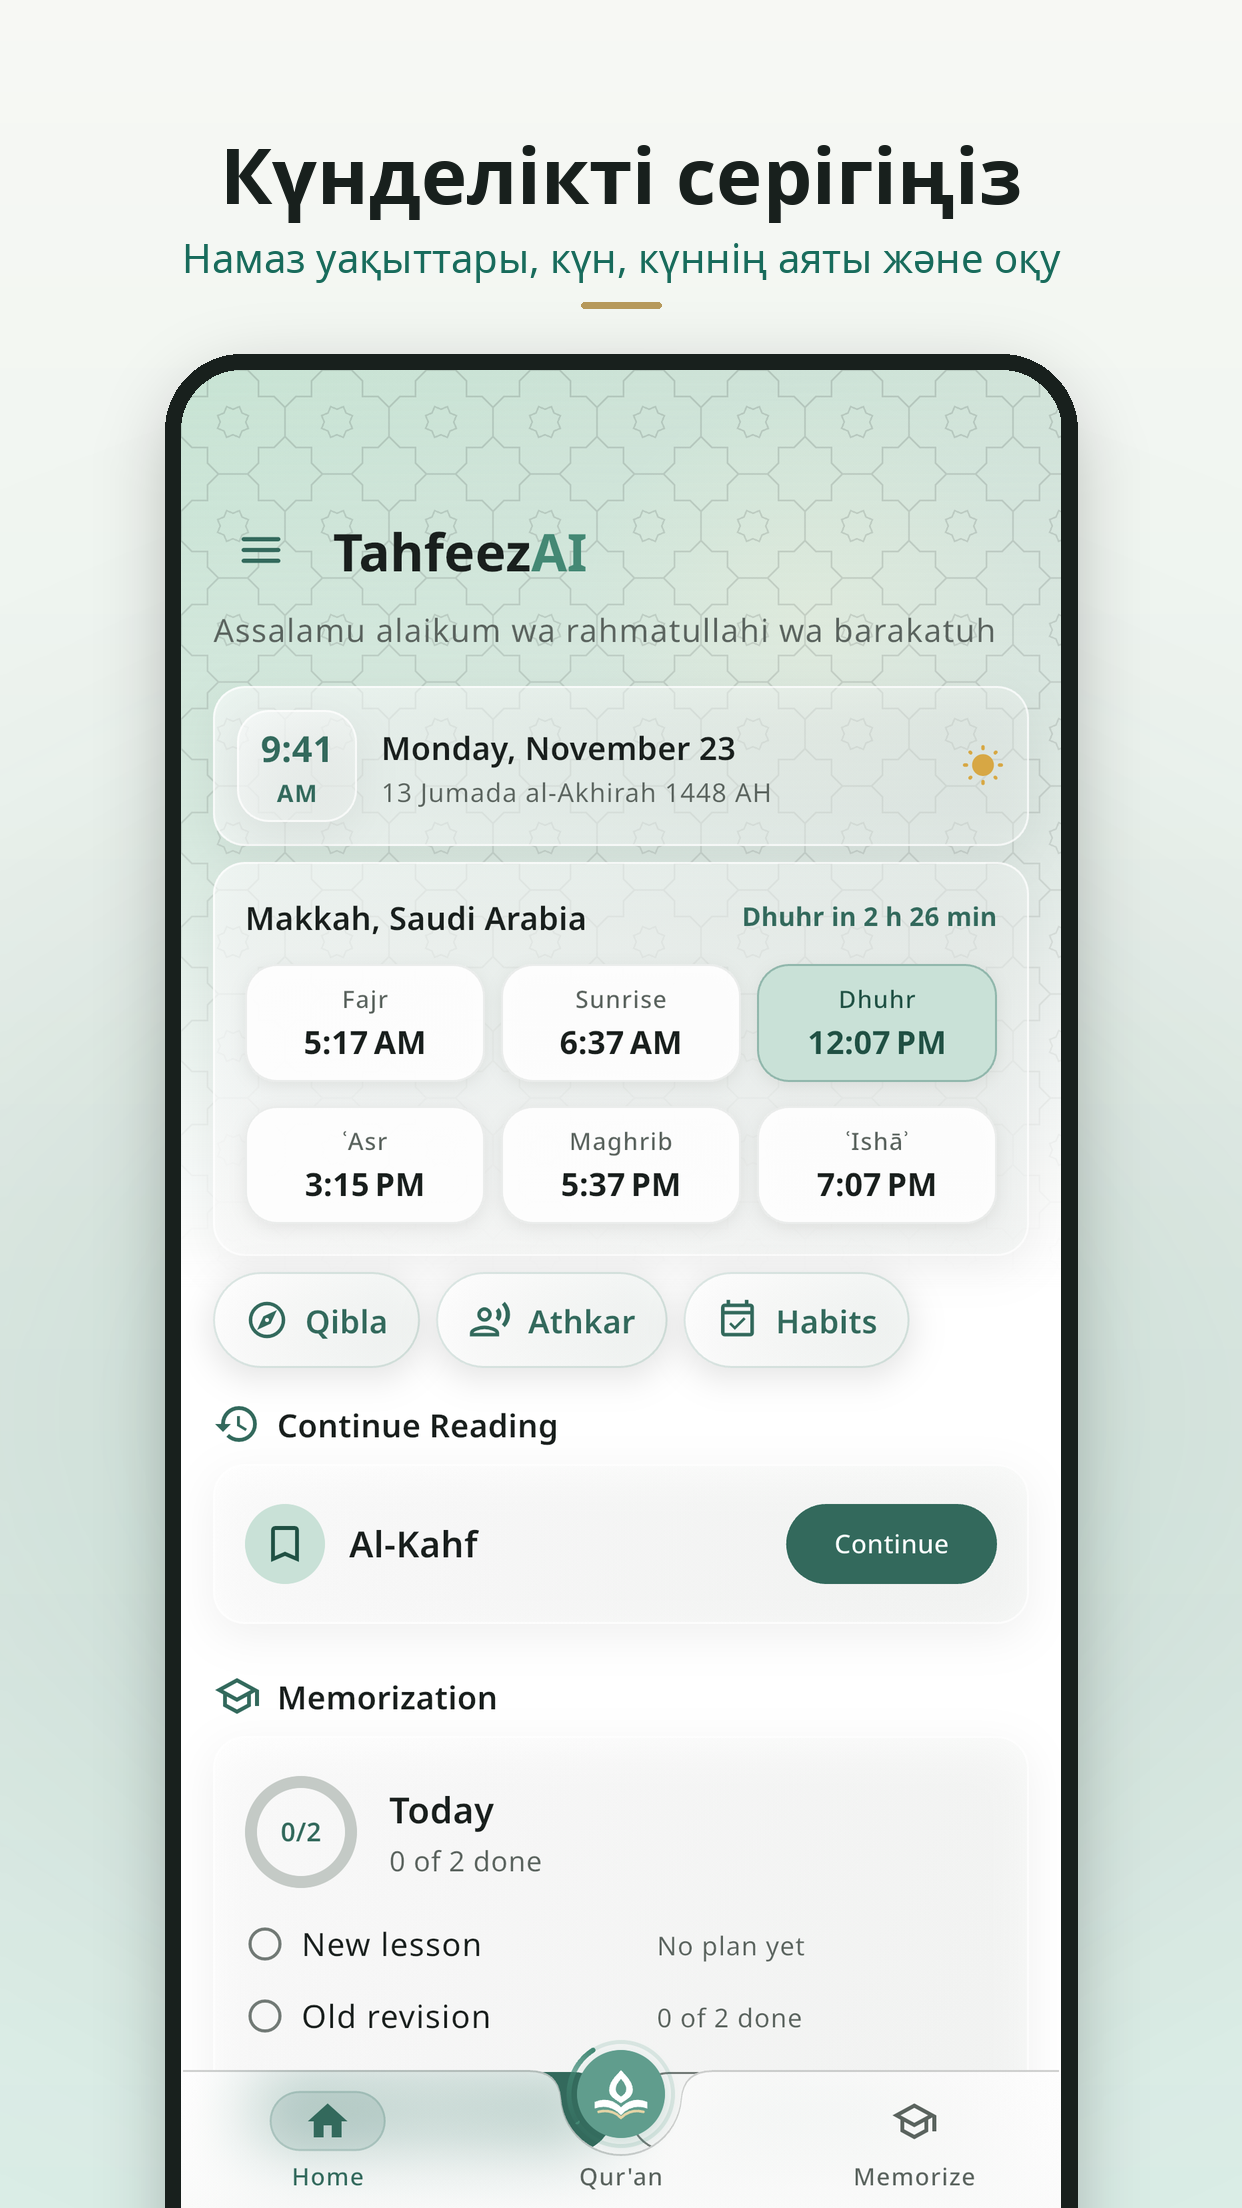 Күнделікті серігіңіз
Намаз уақыттары, күн, күннің аяты және оқу
TahfeezAI
Assalamu alaikum wa rahmatullahi wa barakatuh
9:41
AM
Monday, November 23
13 Jumada al-Akhirah 1448 AH
Makkah, Saudi Arabia
Dhuhr in 2 h 26 min
Fajr
5:17 AM
Sunrise
6:37 AM
Dhuhr
12:07 PM
ʿAsr
3:15 PM
Maghrib
5:37 PM
ʿIshāʾ
7:07 PM
Qibla
Athkar
Habits
Continue Reading
Al-Kahf
Continue
Memorization
0/2
Today
0 of 2 done
New lesson
No plan yet
Old revision
0 of 2 done
Home
Qur'an
Memorize